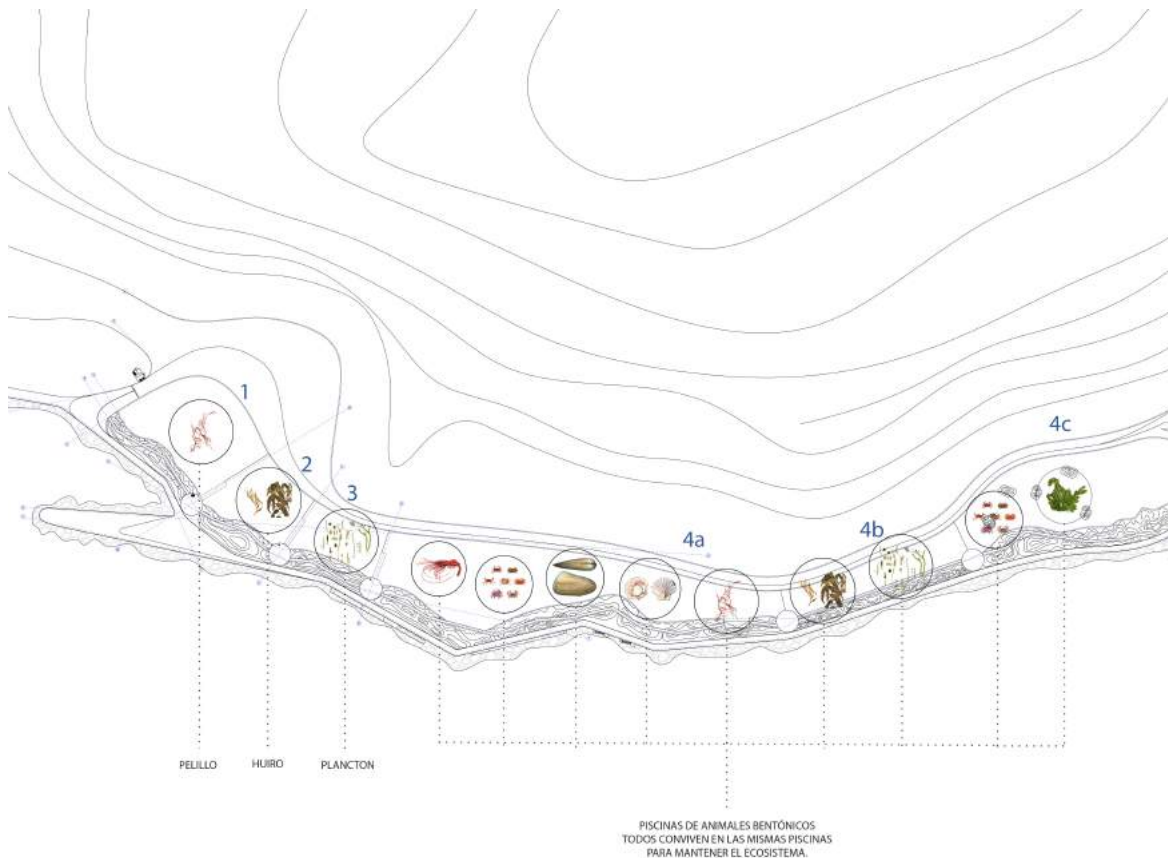 1
2
3
4a
4b
4c
PELILLO
HUIRO
PLANCTON
PISCINAS DE ANIMALES BENTÓNICOS
TODOS CONVIVEN EN LAS MISMAS PISCINAS
PARA MANTENER EL ECOSISTEMA.